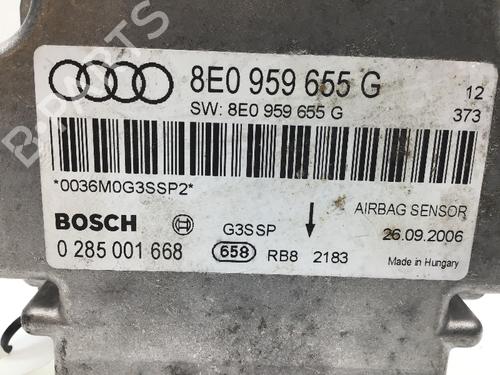 8E0 959 655 G 12
SW: 8E0 959 655 G 373
*0036M0G3SSP2*
AIRBAG SENSOR
BOSCH G3SSP 26.09.2006
0 285 001 668 658 RB8 2183 Made in Hungary
B-PARTS